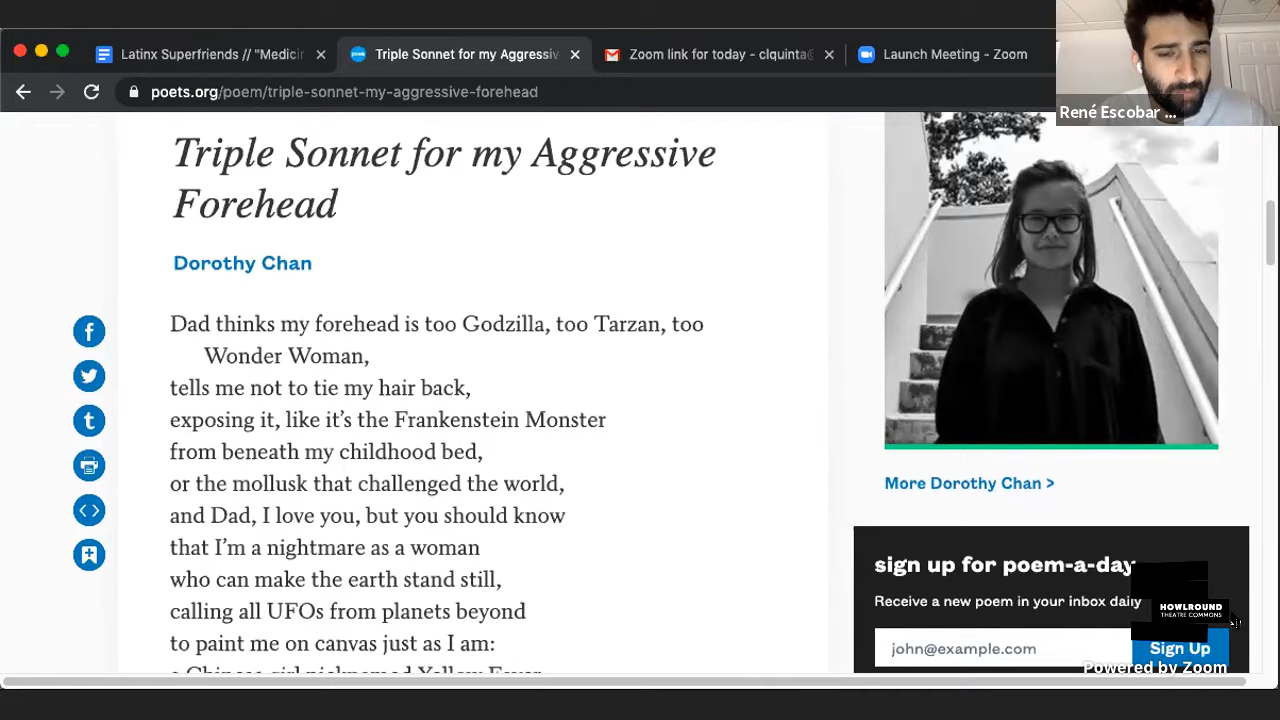 Latinx Superfriends // "Medicin
Triple Sonnet for my Aggressiv
Zoom link for today - clquinta@
Launch Meeting - Zoom
poets.org/poem/triple-sonnet-my-aggressive-forehead
René Escobar ...
Triple Sonnet for my Aggressive
Forehead
Dorothy Chan
Dad thinks my forehead is too Godzilla, too Tarzan, too
Wonder Woman,
tells me not to tie my hair back,
exposing it, like it's the Frankenstein Monster
from beneath my childhood bed,
or the mollusk that challenged the world,
and Dad, I love you, but you should know
that I'm a nightmare as a woman
who can make the earth stand still,
calling all UFOs from planets beyond
to paint me on canvas just as I am:
a Chinese girl nicknamed Yellow Fever
More Dorothy Chan >
sign up for poem-a-day
Receive a new poem in your inbox daily
HOWLROUND
THEATRE COMMONS
john@example.com
Sign Up
Powered by Zoom